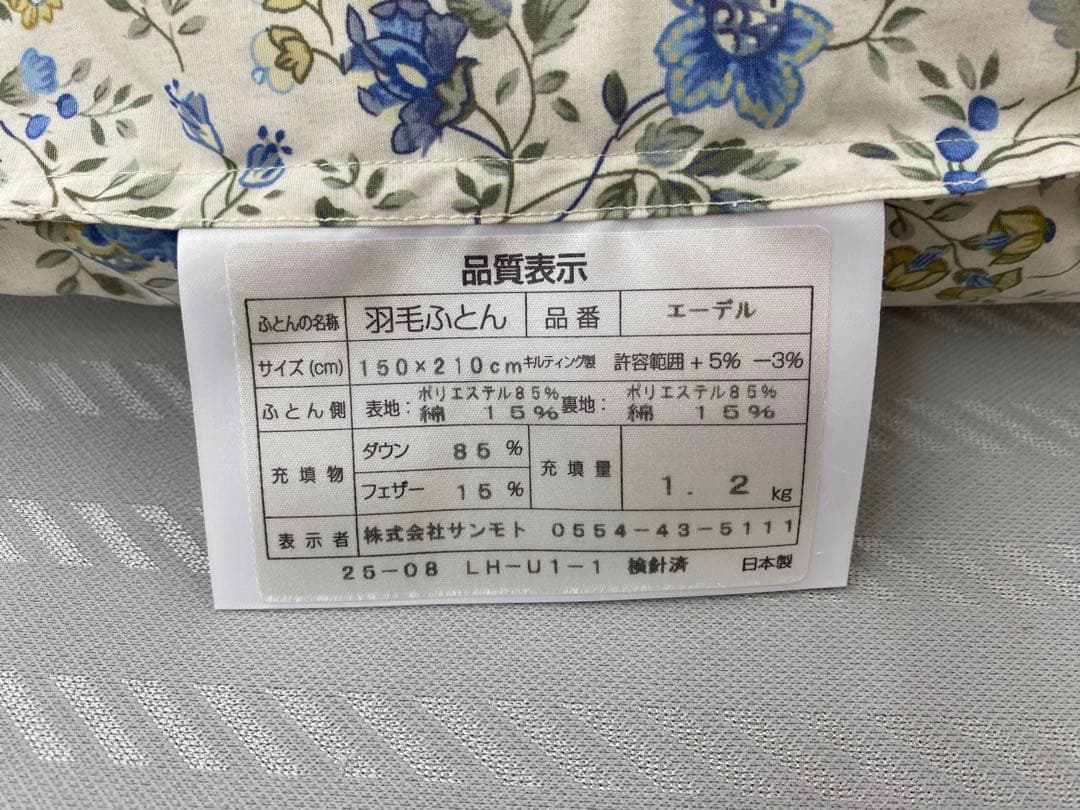 品質表示
ふとんの名称 羽毛ふとん 品番 エーデル
サイズ(cm) 150×210cm キルティング製 許容範囲+5% −3%
ふとん側 表地: ポリエステル85% 綿 15% 裏地: ポリエステル85% 綿 15%
充填物 ダウン 85% 充填量 1.2kg
フェザー 15%
表示者 株式会社サンモト 0554-43-5111
25-08 LH-U1-1 検針済 日本製